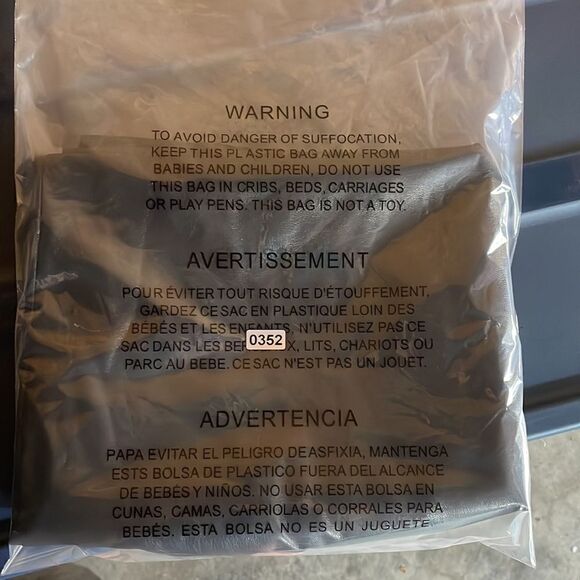 WARNING
TO AVOID DANGER OF SUFFOCATION,
KEEP THIS PLASTIC BAG AWAY FROM
BABIES AND CHILDREN, DO NOT USE
THIS BAG IN CRIBS, BEDS, CARRIAGES
OR PLAY PENS. THIS BAG IS NOT A TOY.
AVERTISSEMENT
POUR ÉVITER TOUT RISQUE D'ÉTOUFFEMENT,
GARDEZ CE SAC EN PLASTIQUE LOIN DES
BÉBÉS ET LES ENFANTS, N'UTILISEZ PAS CE
SAC DANS LES BER 0352 X, LITS, CHARIOTS OU
PARC AU BEBE. CE SAC N'EST PAS UN JOUET.
ADVERTENCIA
PAPA EVITAR EL PELIGRO DE ASFIXIA, MANTENGA
ESTS BOLSA DE PLASTICO FUERA DEL ALCANCE
DE BEBÉS Y NIÑOS. NO USAR ESTA BOLSA EN
CUNAS, CAMAS, CARRIOLAS O CORRALES PARA
BEBÉS. ESTA BOLSA NO ES UN JUGUETE.